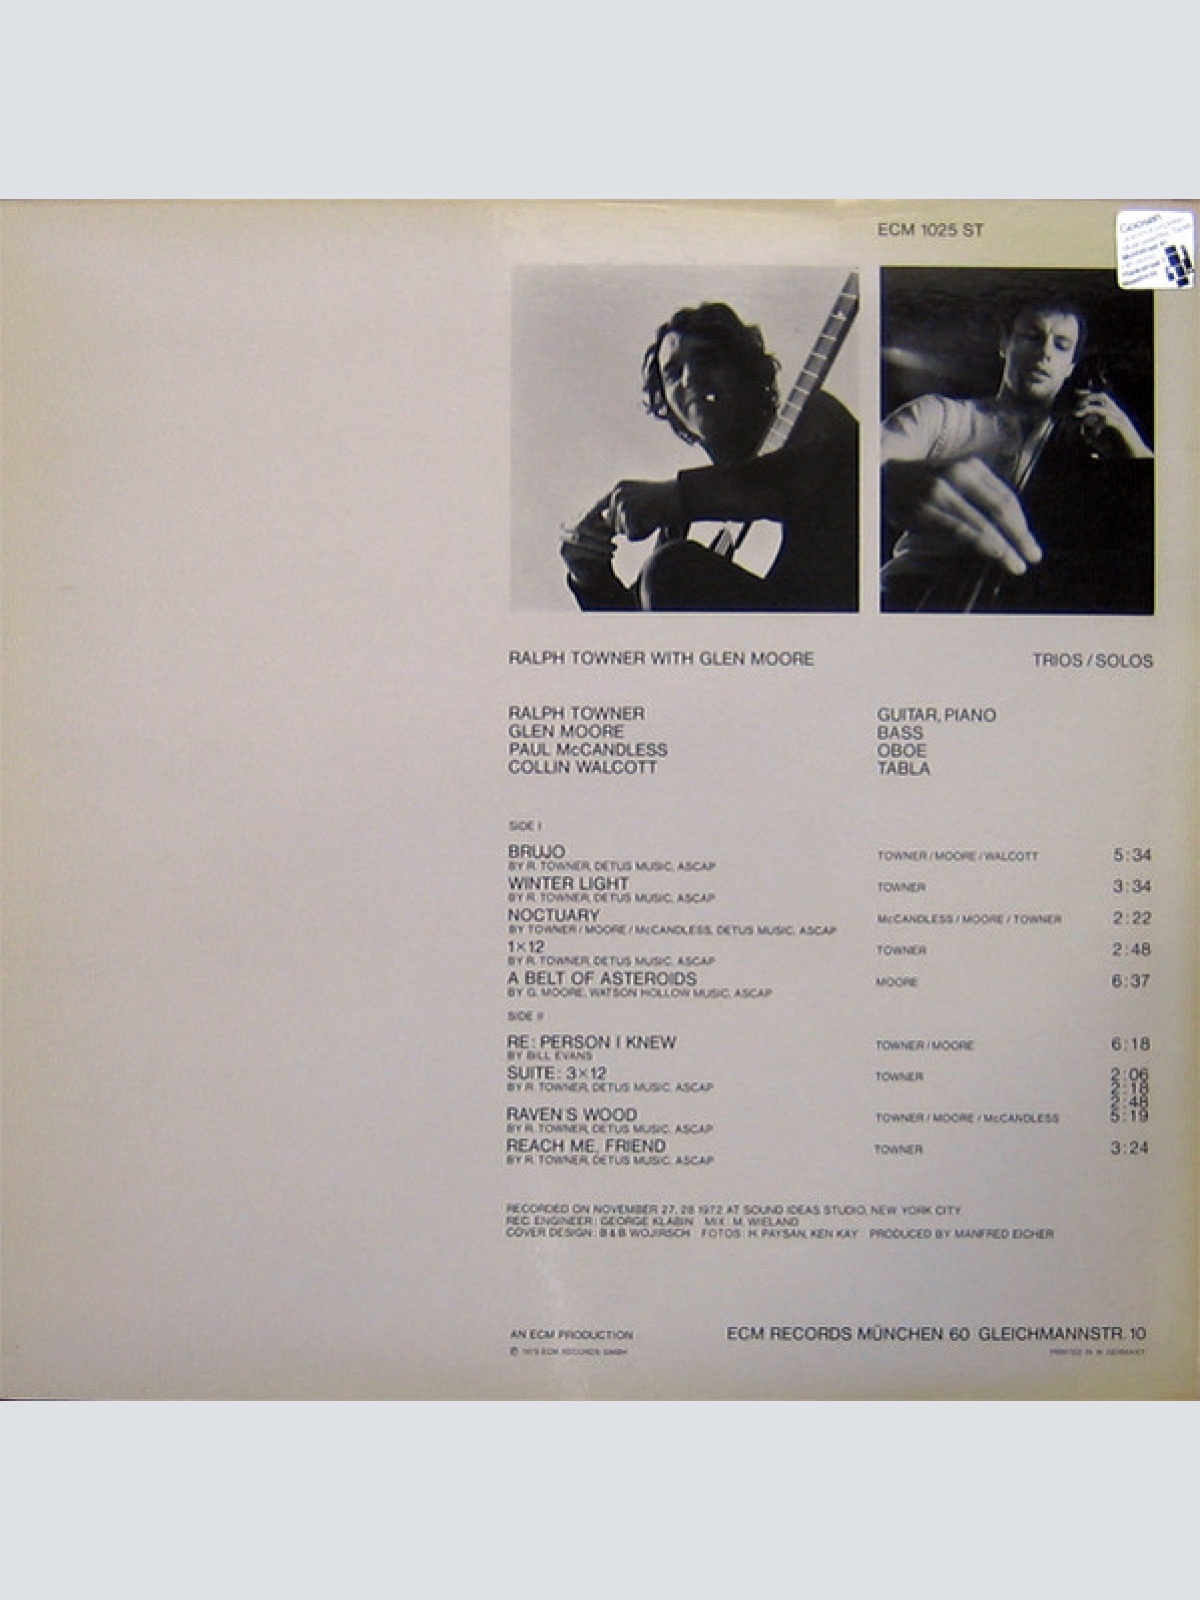 ECM 1025 ST
Goosen
RALPH TOWNER WITH GLEN MOORE TRIOS / SOLOS
RALPH TOWNER GUITAR, PIANO
GLEN MOORE BASS
PAUL McCANDLESS OBOE
COLLIN WALCOTT TABLA
SIDE I
BRUJO TOWNER / MOORE / WALCOTT 5:34
BY R. TOWNER, DETUS MUSIC, ASCAP
WINTER LIGHT TOWNER 3:34
BY R. TOWNER, DETUS MUSIC, ASCAP
NOCTUARY McCANDLESS / MOORE / TOWNER 2:22
BY TOWNER / MOORE / McCANDLESS, DETUS MUSIC, ASCAP
1×12 TOWNER 2:48
BY R. TOWNER, DETUS MUSIC, ASCAP
A BELT OF ASTEROIDS MOORE 6:37
BY G. MOORE, WATSON HOLLOW MUSIC, ASCAP
SIDE II
RE: PERSON I KNEW TOWNER / MOORE 6:18
BY BILL EVANS
SUITE: 3×12 TOWNER 2:06
BY R. TOWNER, DETUS MUSIC, ASCAP 2:18
2:48
RAVEN'S WOOD TOWNER / MOORE / McCANDLESS 5:19
BY R. TOWNER, DETUS MUSIC, ASCAP
REACH ME, FRIEND TOWNER 3:24
BY R. TOWNER, DETUS MUSIC, ASCAP
RECORDED ON NOVEMBER 27, 28 1972 AT SOUND IDEAS STUDIO, NEW YORK CITY
REC. ENGINEER: GEORGE KLABIN MIX: M. WIELAND
COVER DESIGN: B & B WOJIRSCH FOTOS: H. PAYSAN, KEN KAY PRODUCED BY MANFRED EICHER
AN ECM PRODUCTION ECM RECORDS MÜNCHEN 60 GLEICHMANNSTR. 10
℗ 1973 ECM RECORDS GMBH PRINTED IN W. GERMANY